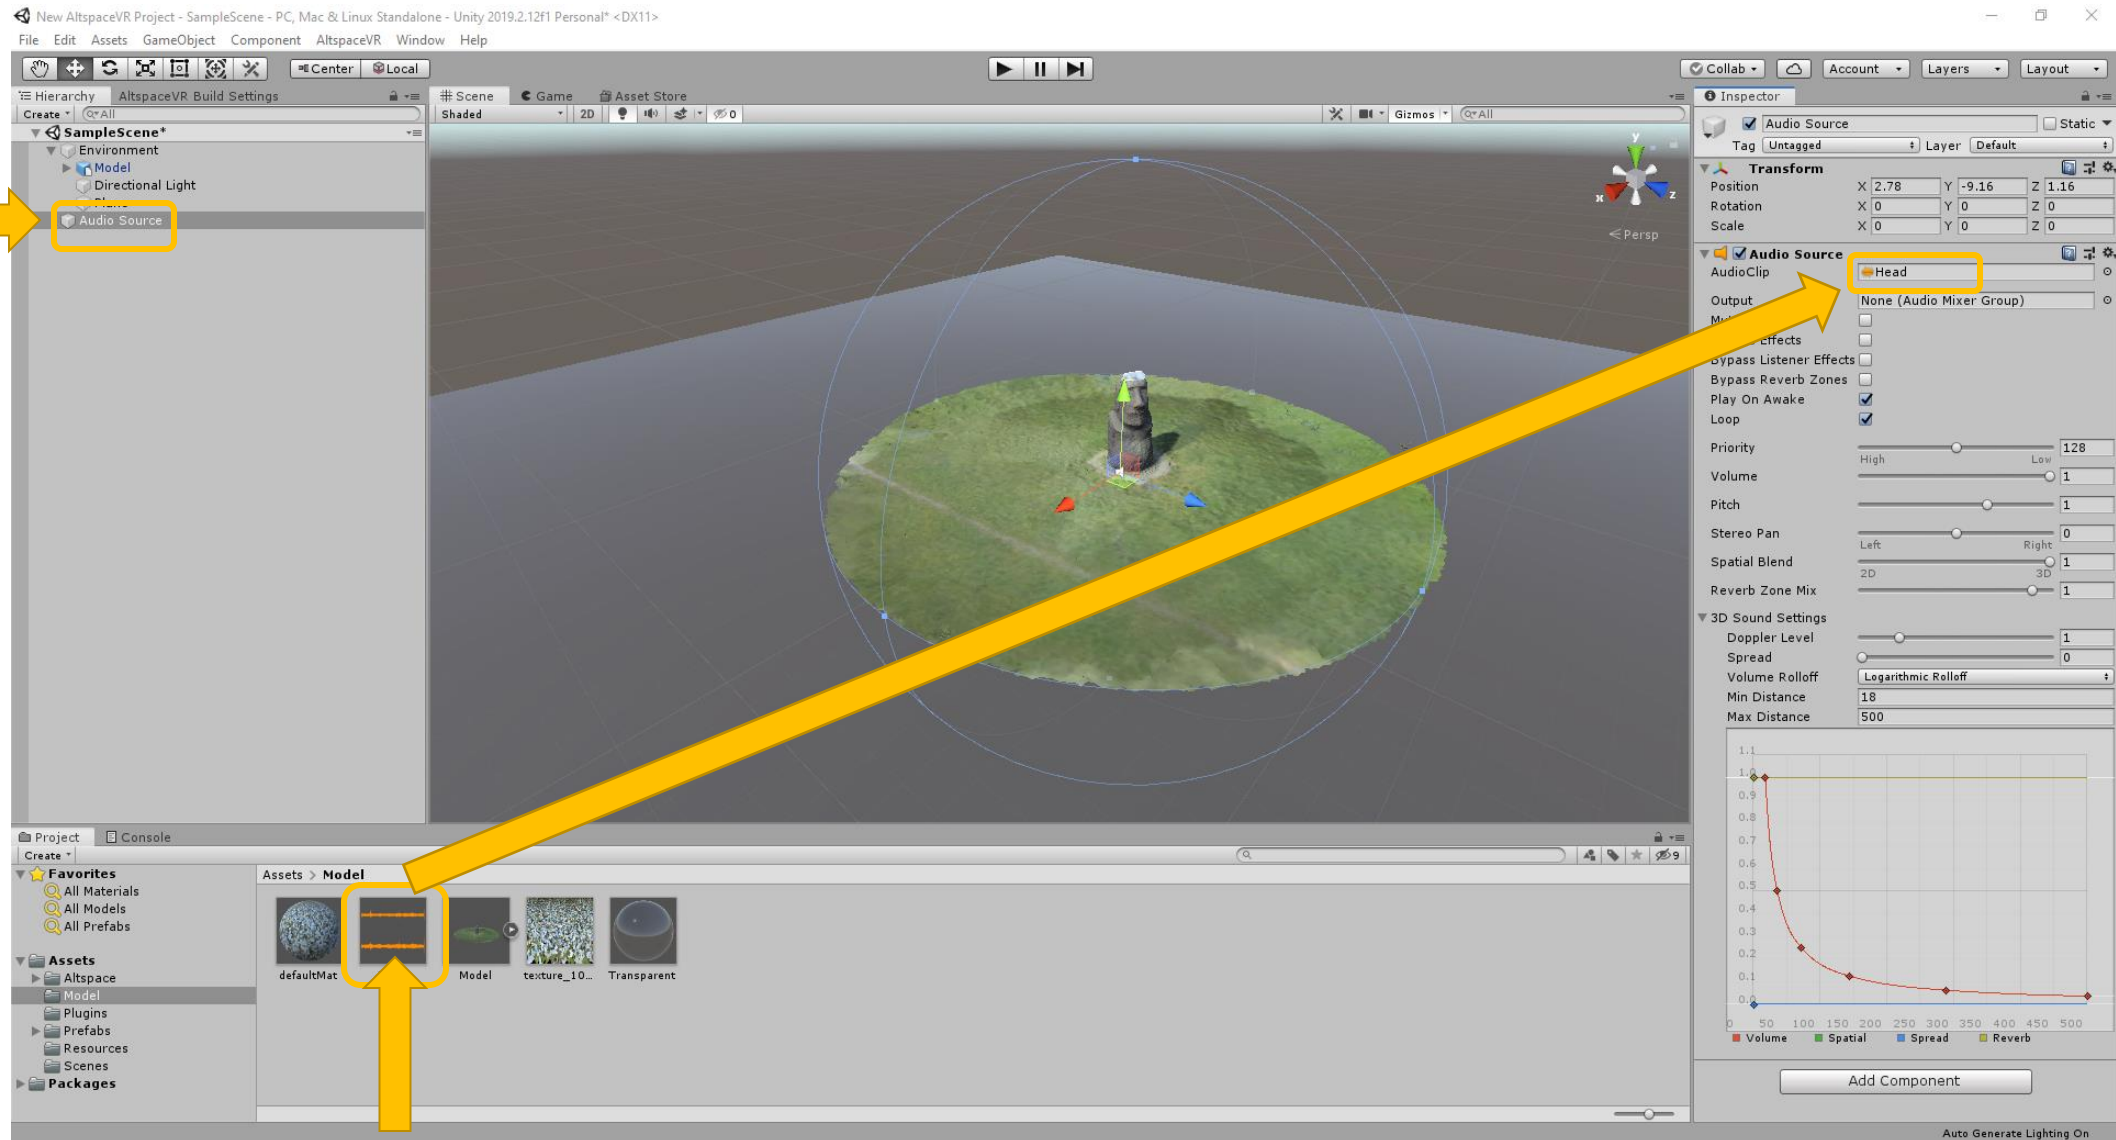 New AltspaceVR Project - SampleScene - PC, Mac & Linux Standalone - Unity 2019.2.12f1 Personal* <DX11>
File Edit Assets GameObject Component AltspaceVR Window Help
Center Local
Collab Account Layers Layout
Hierarchy AltspaceVR Build Settings
Create All
SampleScene*
Environment
Model
Directional Light
Audio Source
Scene Game Asset Store
Shaded 2D 0 Gizmos All
y
x z
Persp
Inspector
Audio Source Static
Tag Untagged Layer Default
Transform
Position X 2.78 Y -9.16 Z 1.16
Rotation X 0 Y 0 Z 0
Scale X 0 Y 0 Z 0
Audio Source
AudioClip Head
Output None (Audio Mixer Group)
Effects
Bypass Listener Effects
Bypass Reverb Zones
Play On Awake
Loop
Priority 128
High Low
Volume 1
Pitch 1
Stereo Pan 0
Left Right
Spatial Blend 1
2D 3D
Reverb Zone Mix 1
3D Sound Settings
Doppler Level 1
Spread 0
Volume Rolloff Logarithmic Rolloff
Min Distance 18
Max Distance 500
1.1
1.0
0.9
0.8
0.7
0.6
0.5
0.4
0.3
0.2
0.1
0.0
0 50 100 150 200 250 300 350 400 450 500
Volume Spatial Spread Reverb
Add Component
Project Console
Create 9
Favorites
All Materials
All Models
All Prefabs
Assets
Altspace
Model
Plugins
Prefabs
Resources
Scenes
Packages
Assets > Model
defaultMat Model texture_10... Transparent
Auto Generate Lighting On